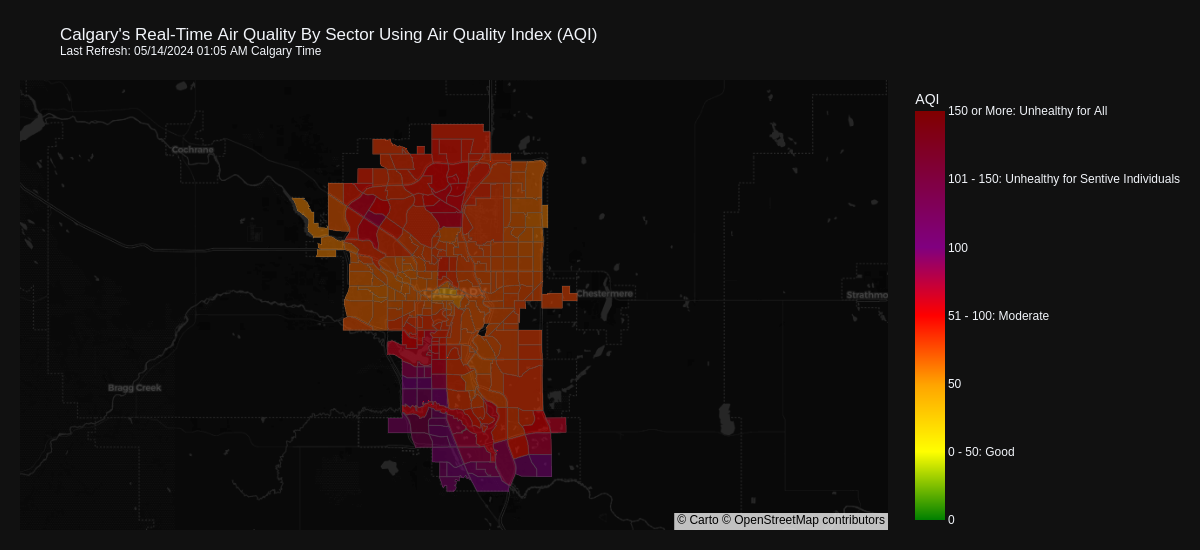 Calgary's Real-Time Air Quality By Sector Using Air Quality Index (AQI)
Last Refresh: 05/14/2024 01:05 AM Calgary Time
AQI
150 or More: Unhealthy for All
Cochrane
101 - 150: Unhealthy for Sentive Individuals
100
CALGARY
Chestermere
Strathmo
51 - 100: Moderate
Bragg Creek
50
0 - 50: Good
0
© Carto © OpenStreetMap contributors